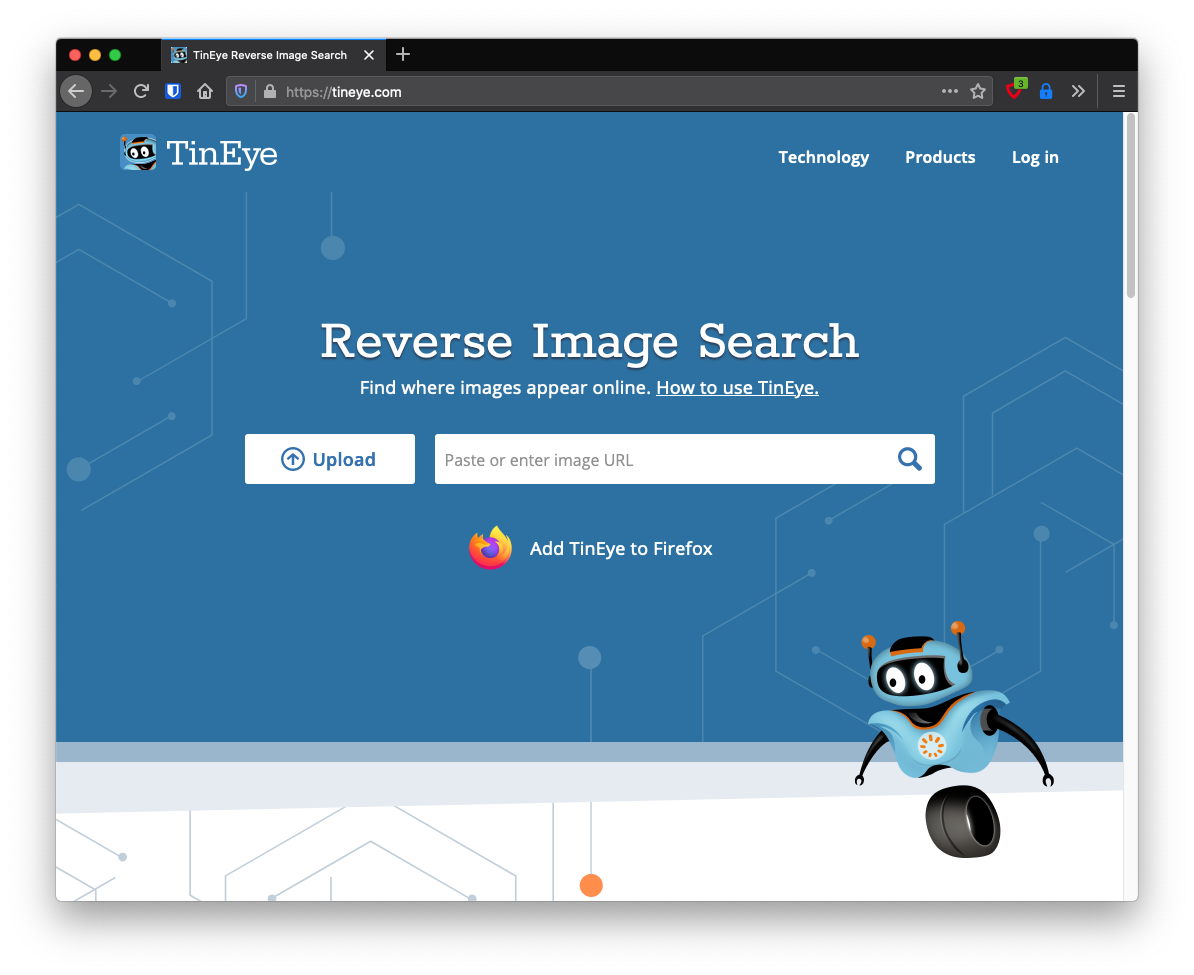 TinEye Reverse Image Search
https://tineye.com
3
TinEye
Technology Products Log in
Reverse Image Search
Find where images appear online. How to use TinEye.
Upload
Paste or enter image URL
Add TinEye to Firefox